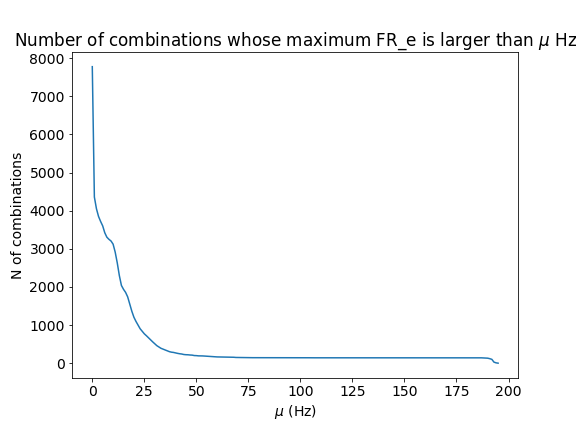 Number of combinations whose maximum FR_e is larger than μ Hz
8000
7000
6000
5000
4000
3000
2000
1000
0
N of combinations
0 25 50 75 100 125 150 175 200
μ (Hz)